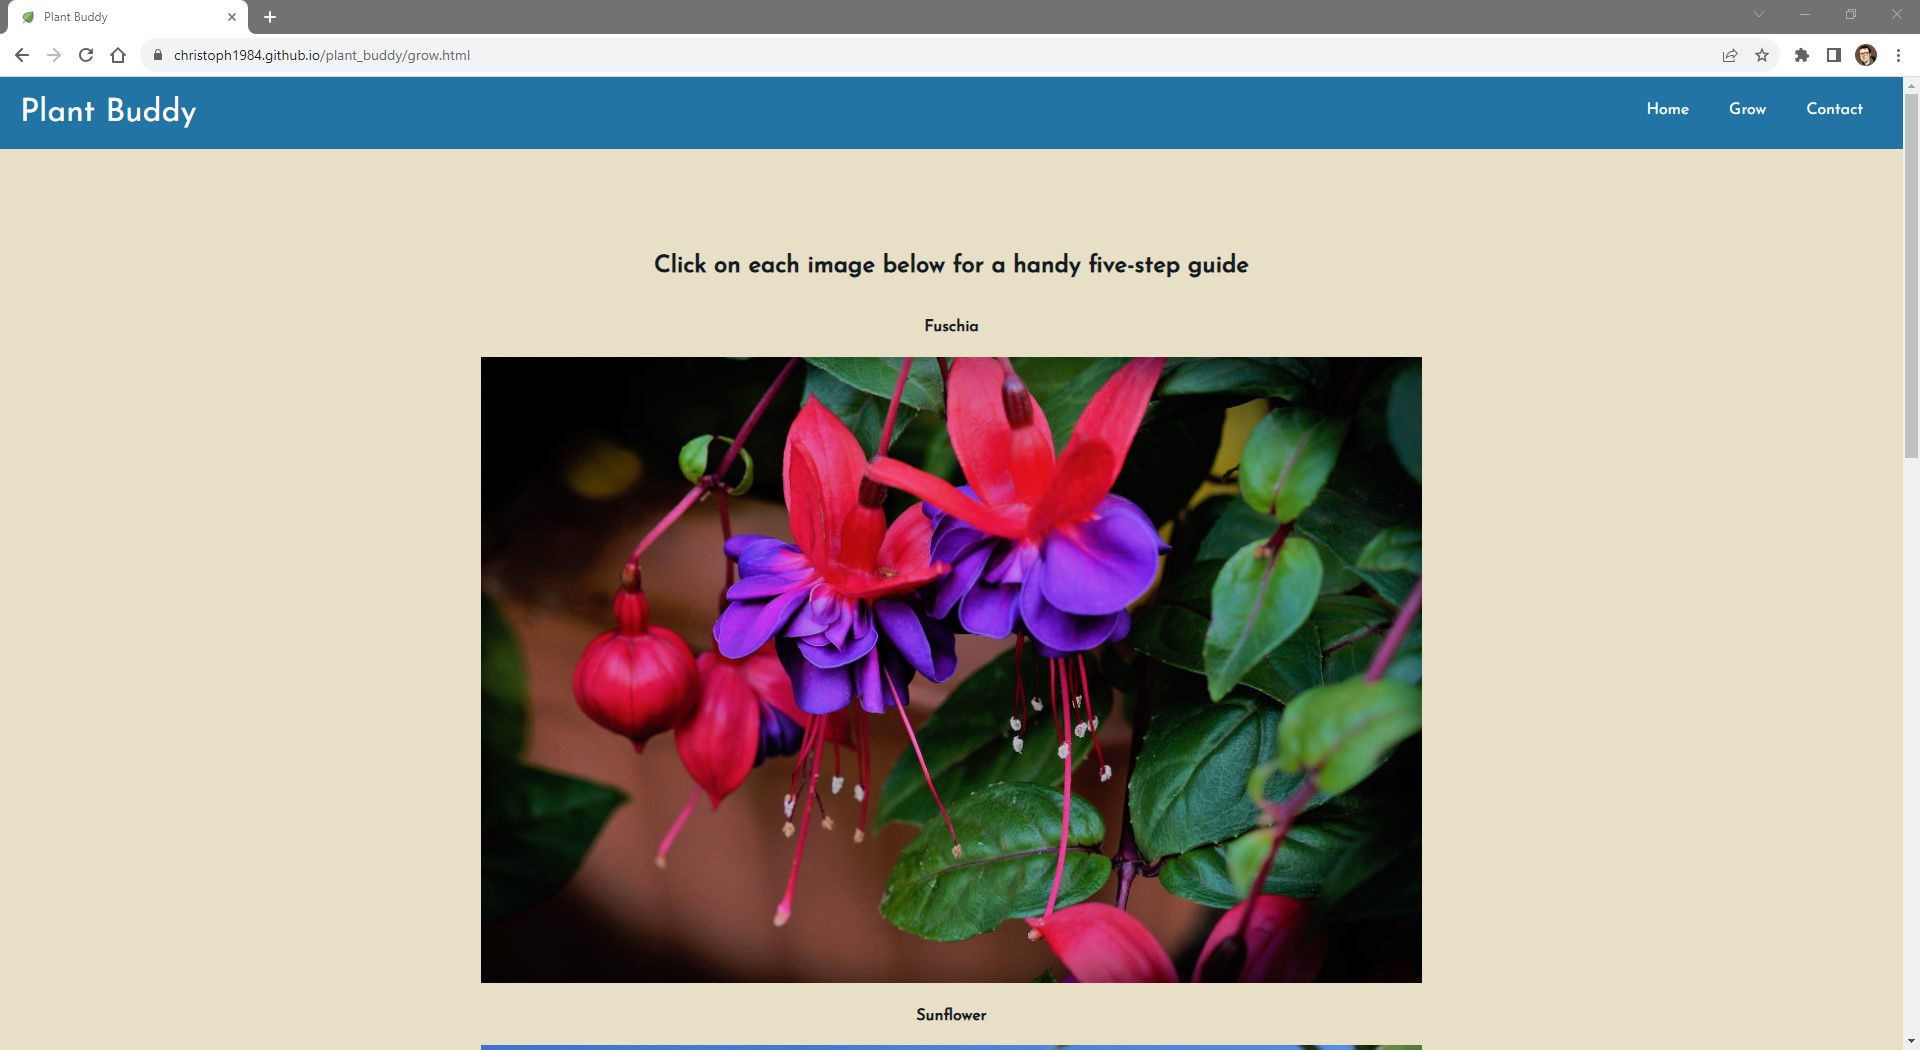 Plant Buddy
christoph1984.github.io/plant_buddy/grow.html
Plant Buddy
Home Grow Contact
Click on each image below for a handy five-step guide
Fuschia
Sunflower